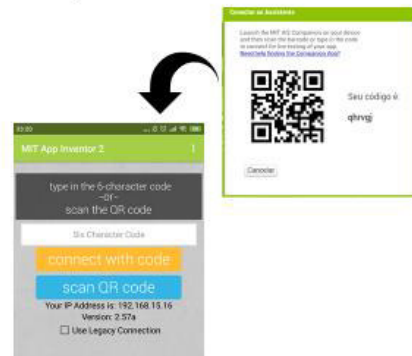 Conectar ao Assistente
Launch the MIT AI2 Companion on your device
and then scan the barcode or type in the code
to connect for live testing of your app.
Need help finding the Companion App?
Seu código é:
qhrvgj
Cancelar
MIT App Inventor 2
type in the 6-character code
-or-
scan the QR code
Six Character Code
connect with code
scan QR code
Your IP Address is: 192.168.15.16
Version: 2.57a
Use Legacy Connection